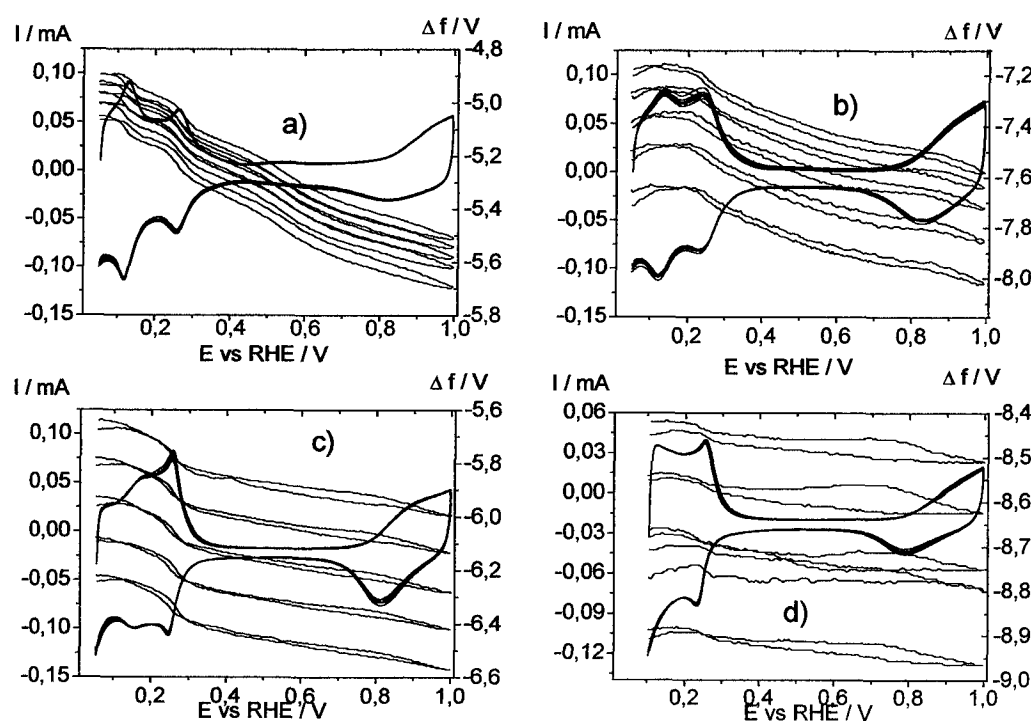 I / mA Δ f / V I / mA Δ f / V
0,10 -4,8 0,10 -7,2
0,05 -5,0 0,05 -7,3
0,00 a) -5,2 0,00 b) -7,4
-0,05 -5,4 -0,05 -7,6
-0,10 -5,6 -0,10 -7,8
-0,15 -5,8 -0,15 -8,0
0,2 0,4 0,6 0,8 1,0 0,2 0,4 0,6 0,8 1,0
E vs RHE / V E vs RHE / V
I / mA Δ f / V I / mA Δ f / V
0,10 -5,6 0,06 -8,4
0,05 c) -5,8 0,03 -8,5
0,00 -6,0 0,00 -8,6
-0,05 -6,2 -0,03 -8,7
-0,10 -6,4 -0,06 -8,8
-0,15 -6,6 -0,09 d) -8,9
-0,12 -9,0
0,2 0,4 0,6 0,8 1,0 0,2 0,4 0,6 0,8 1,0
E vs RHE / V E vs RHE / V